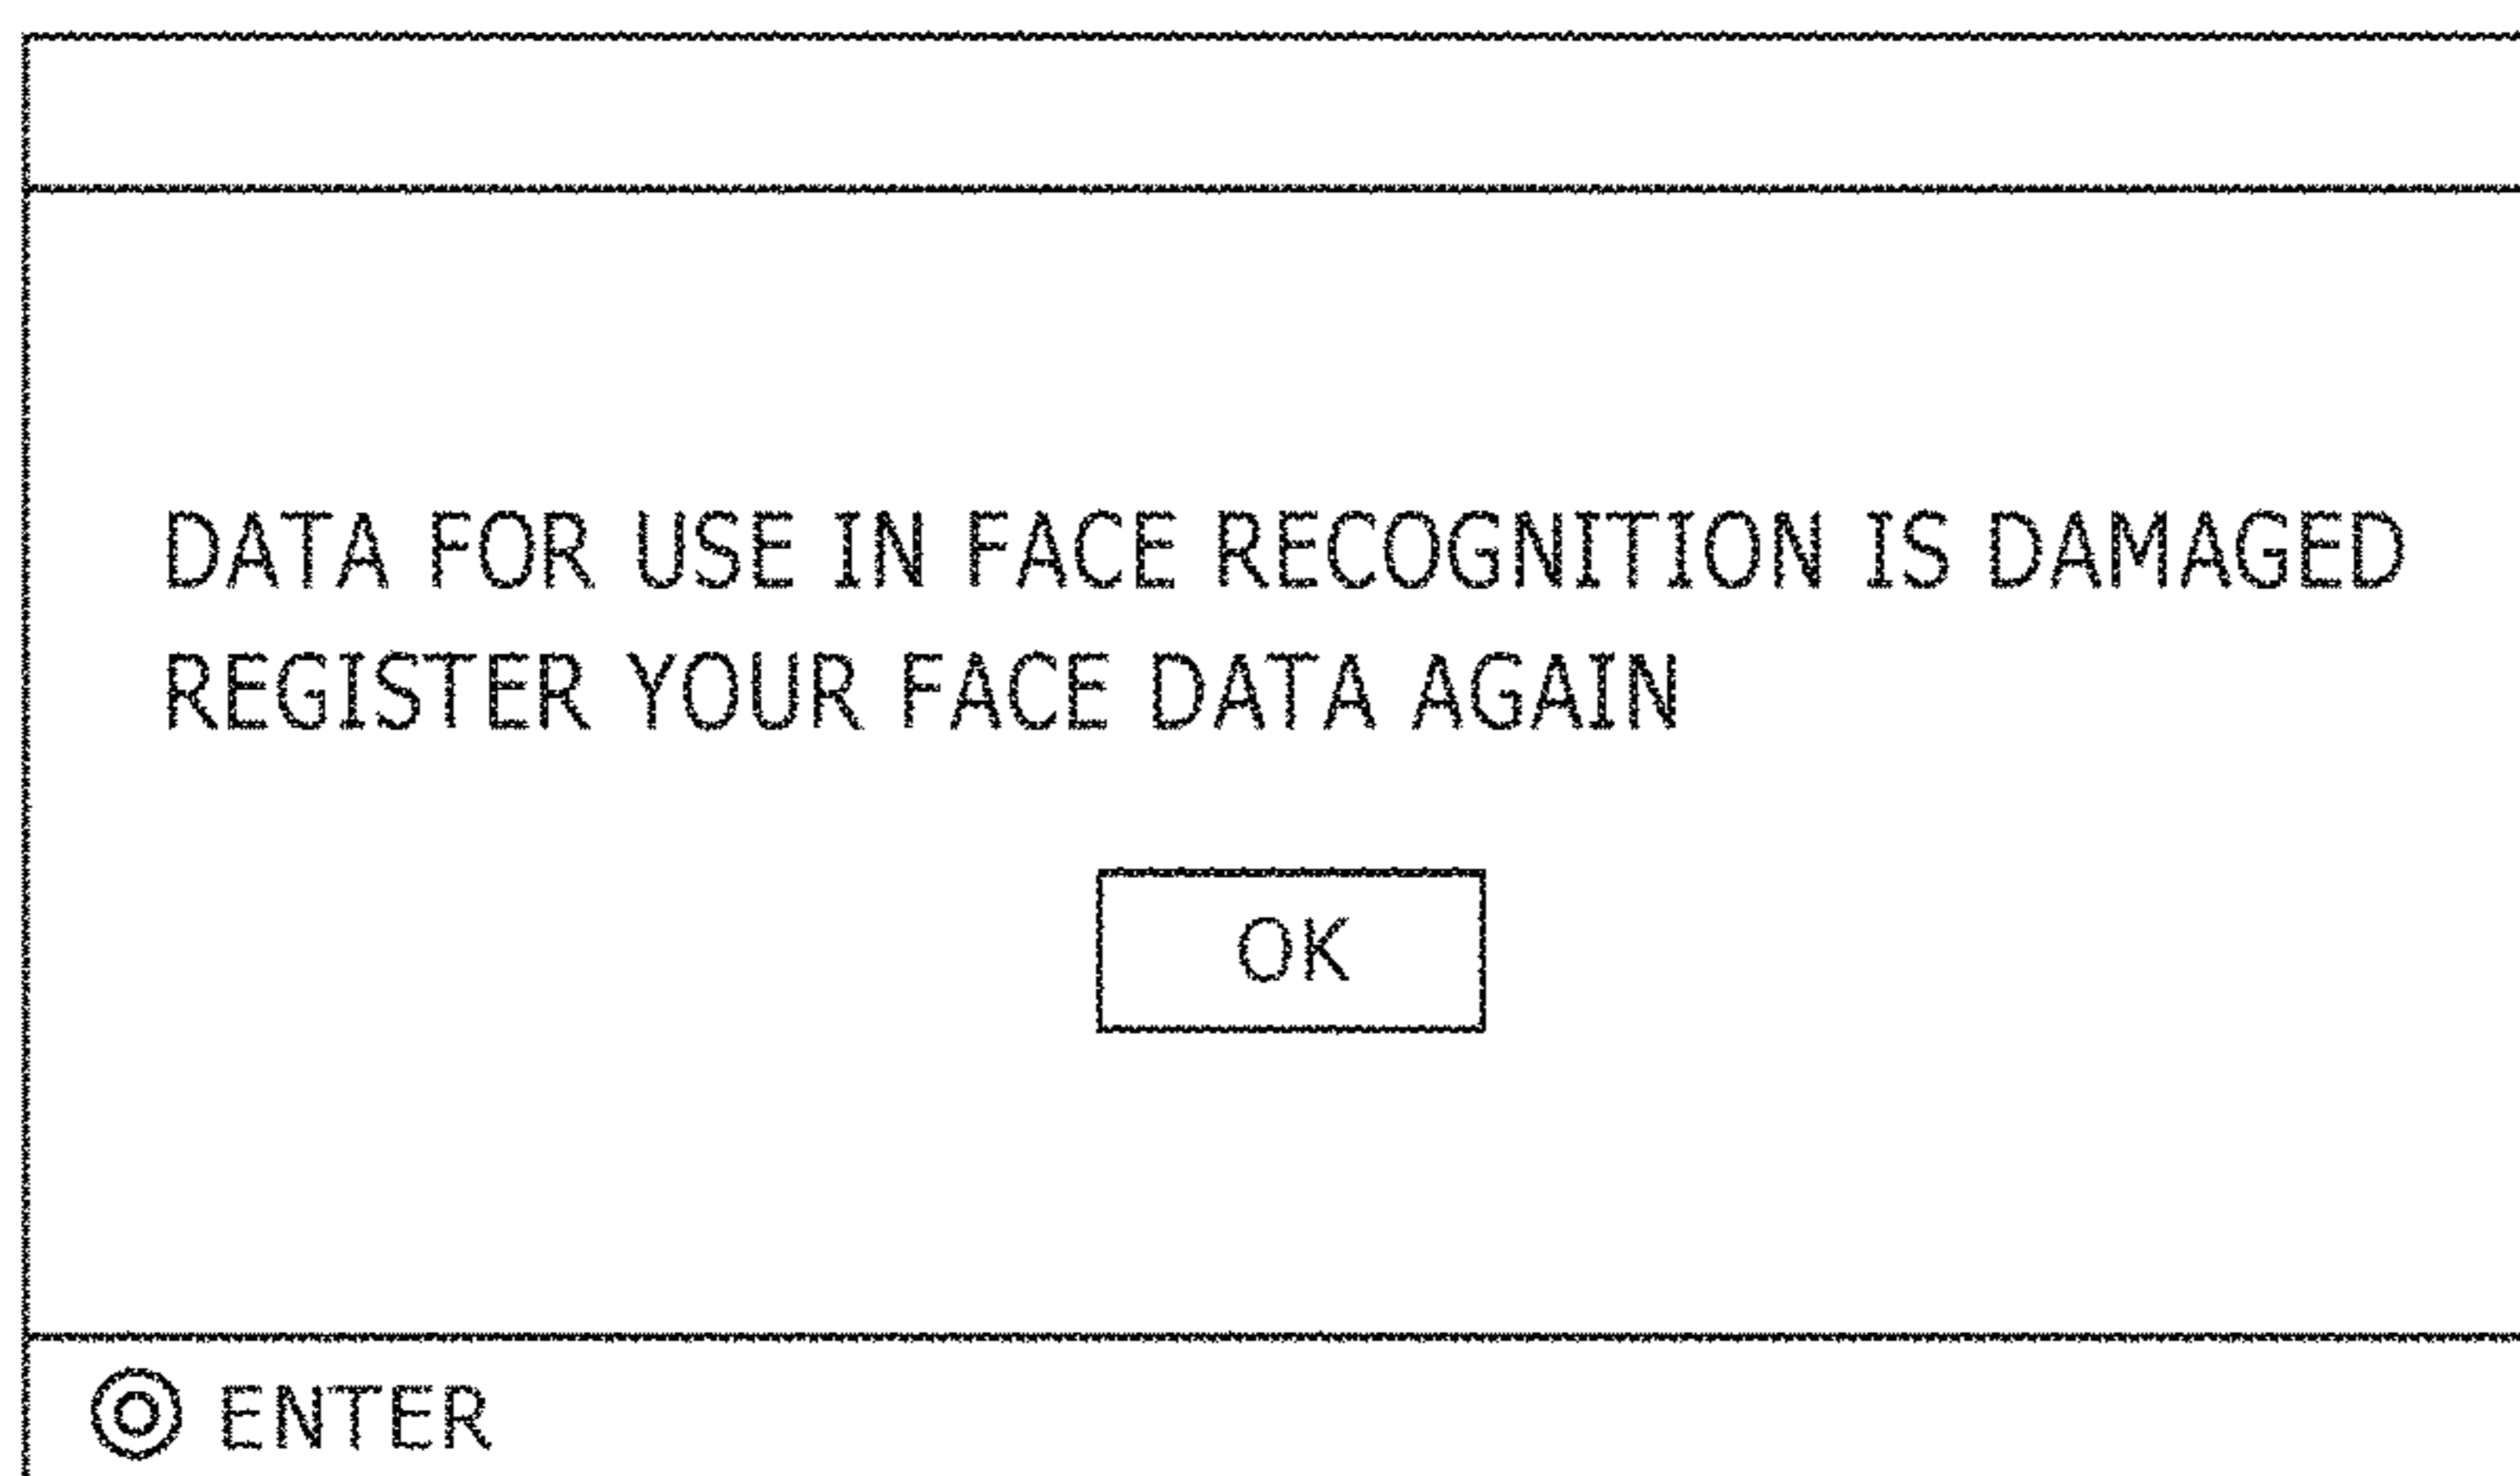 DATA FOR USE IN FACE RECOGNITION IS DAMAGED
REGISTER YOUR FACE DATA AGAIN
OK
ENTER